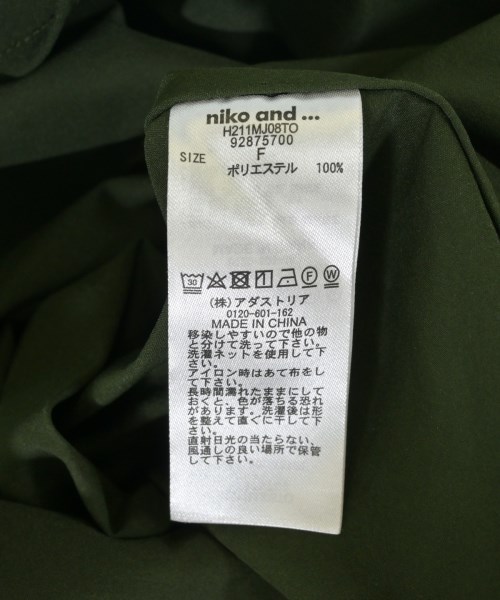 niko and ...
H211MJ08TO
92875700
SIZE F
ポリエステル 100%
30 F W
(株)アダストリア
0120-601-162
MADE IN CHINA
移染しやすいので他の物
と分けて洗って下さい。
洗濯ネットを使用して下
さい。
アイロン時はあて布をし
て下さい。
長時間濡れたままにして
おくと、色が落ちる恐れ
があります。洗濯後は形
を整えて直ぐに干して下
さい。
直射日光の当たらない、
風通しの良い場所で保管
して下さい。